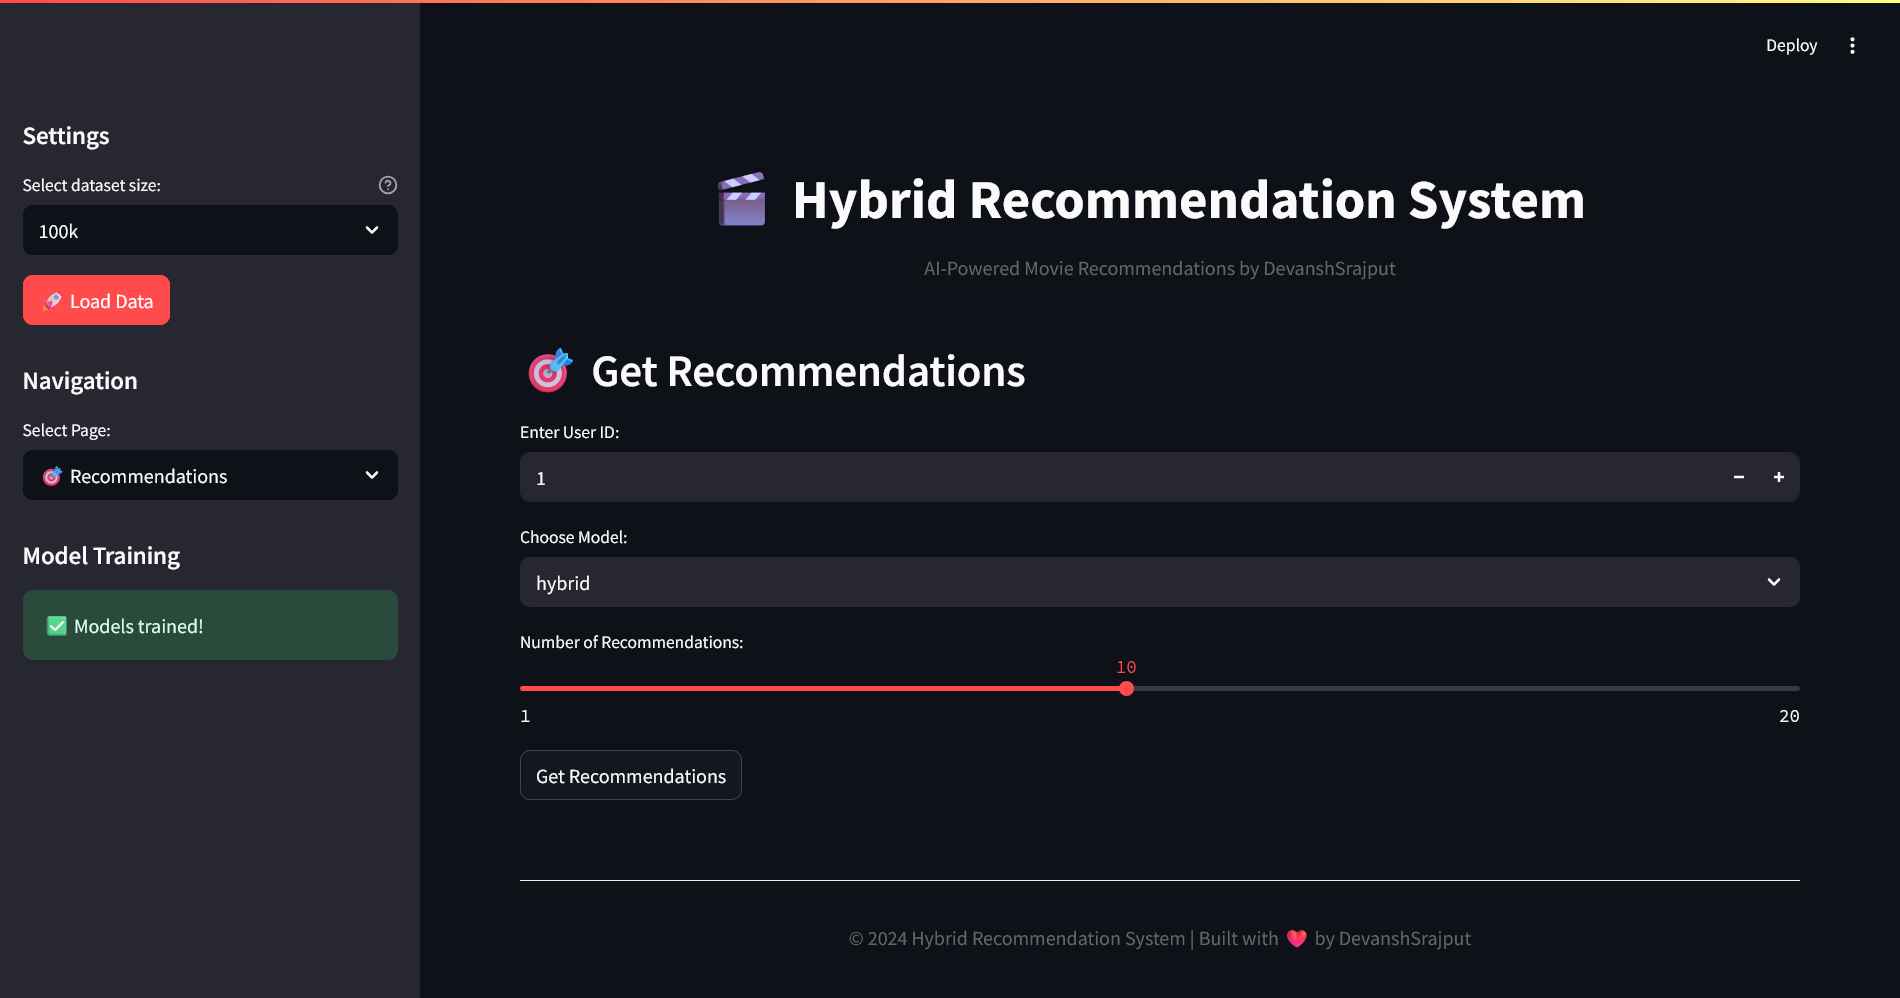 Deploy
Settings
Select dataset size:
100k
🚀 Load Data
Navigation
Select Page:
🎯 Recommendations
Model Training
✅ Models trained!
🎬 Hybrid Recommendation System
AI-Powered Movie Recommendations by DevanshSrajput
🎯 Get Recommendations
Enter User ID:
1
Choose Model:
hybrid
Number of Recommendations:
10
1 20
Get Recommendations
© 2024 Hybrid Recommendation System | Built with ❤️ by DevanshSrajput